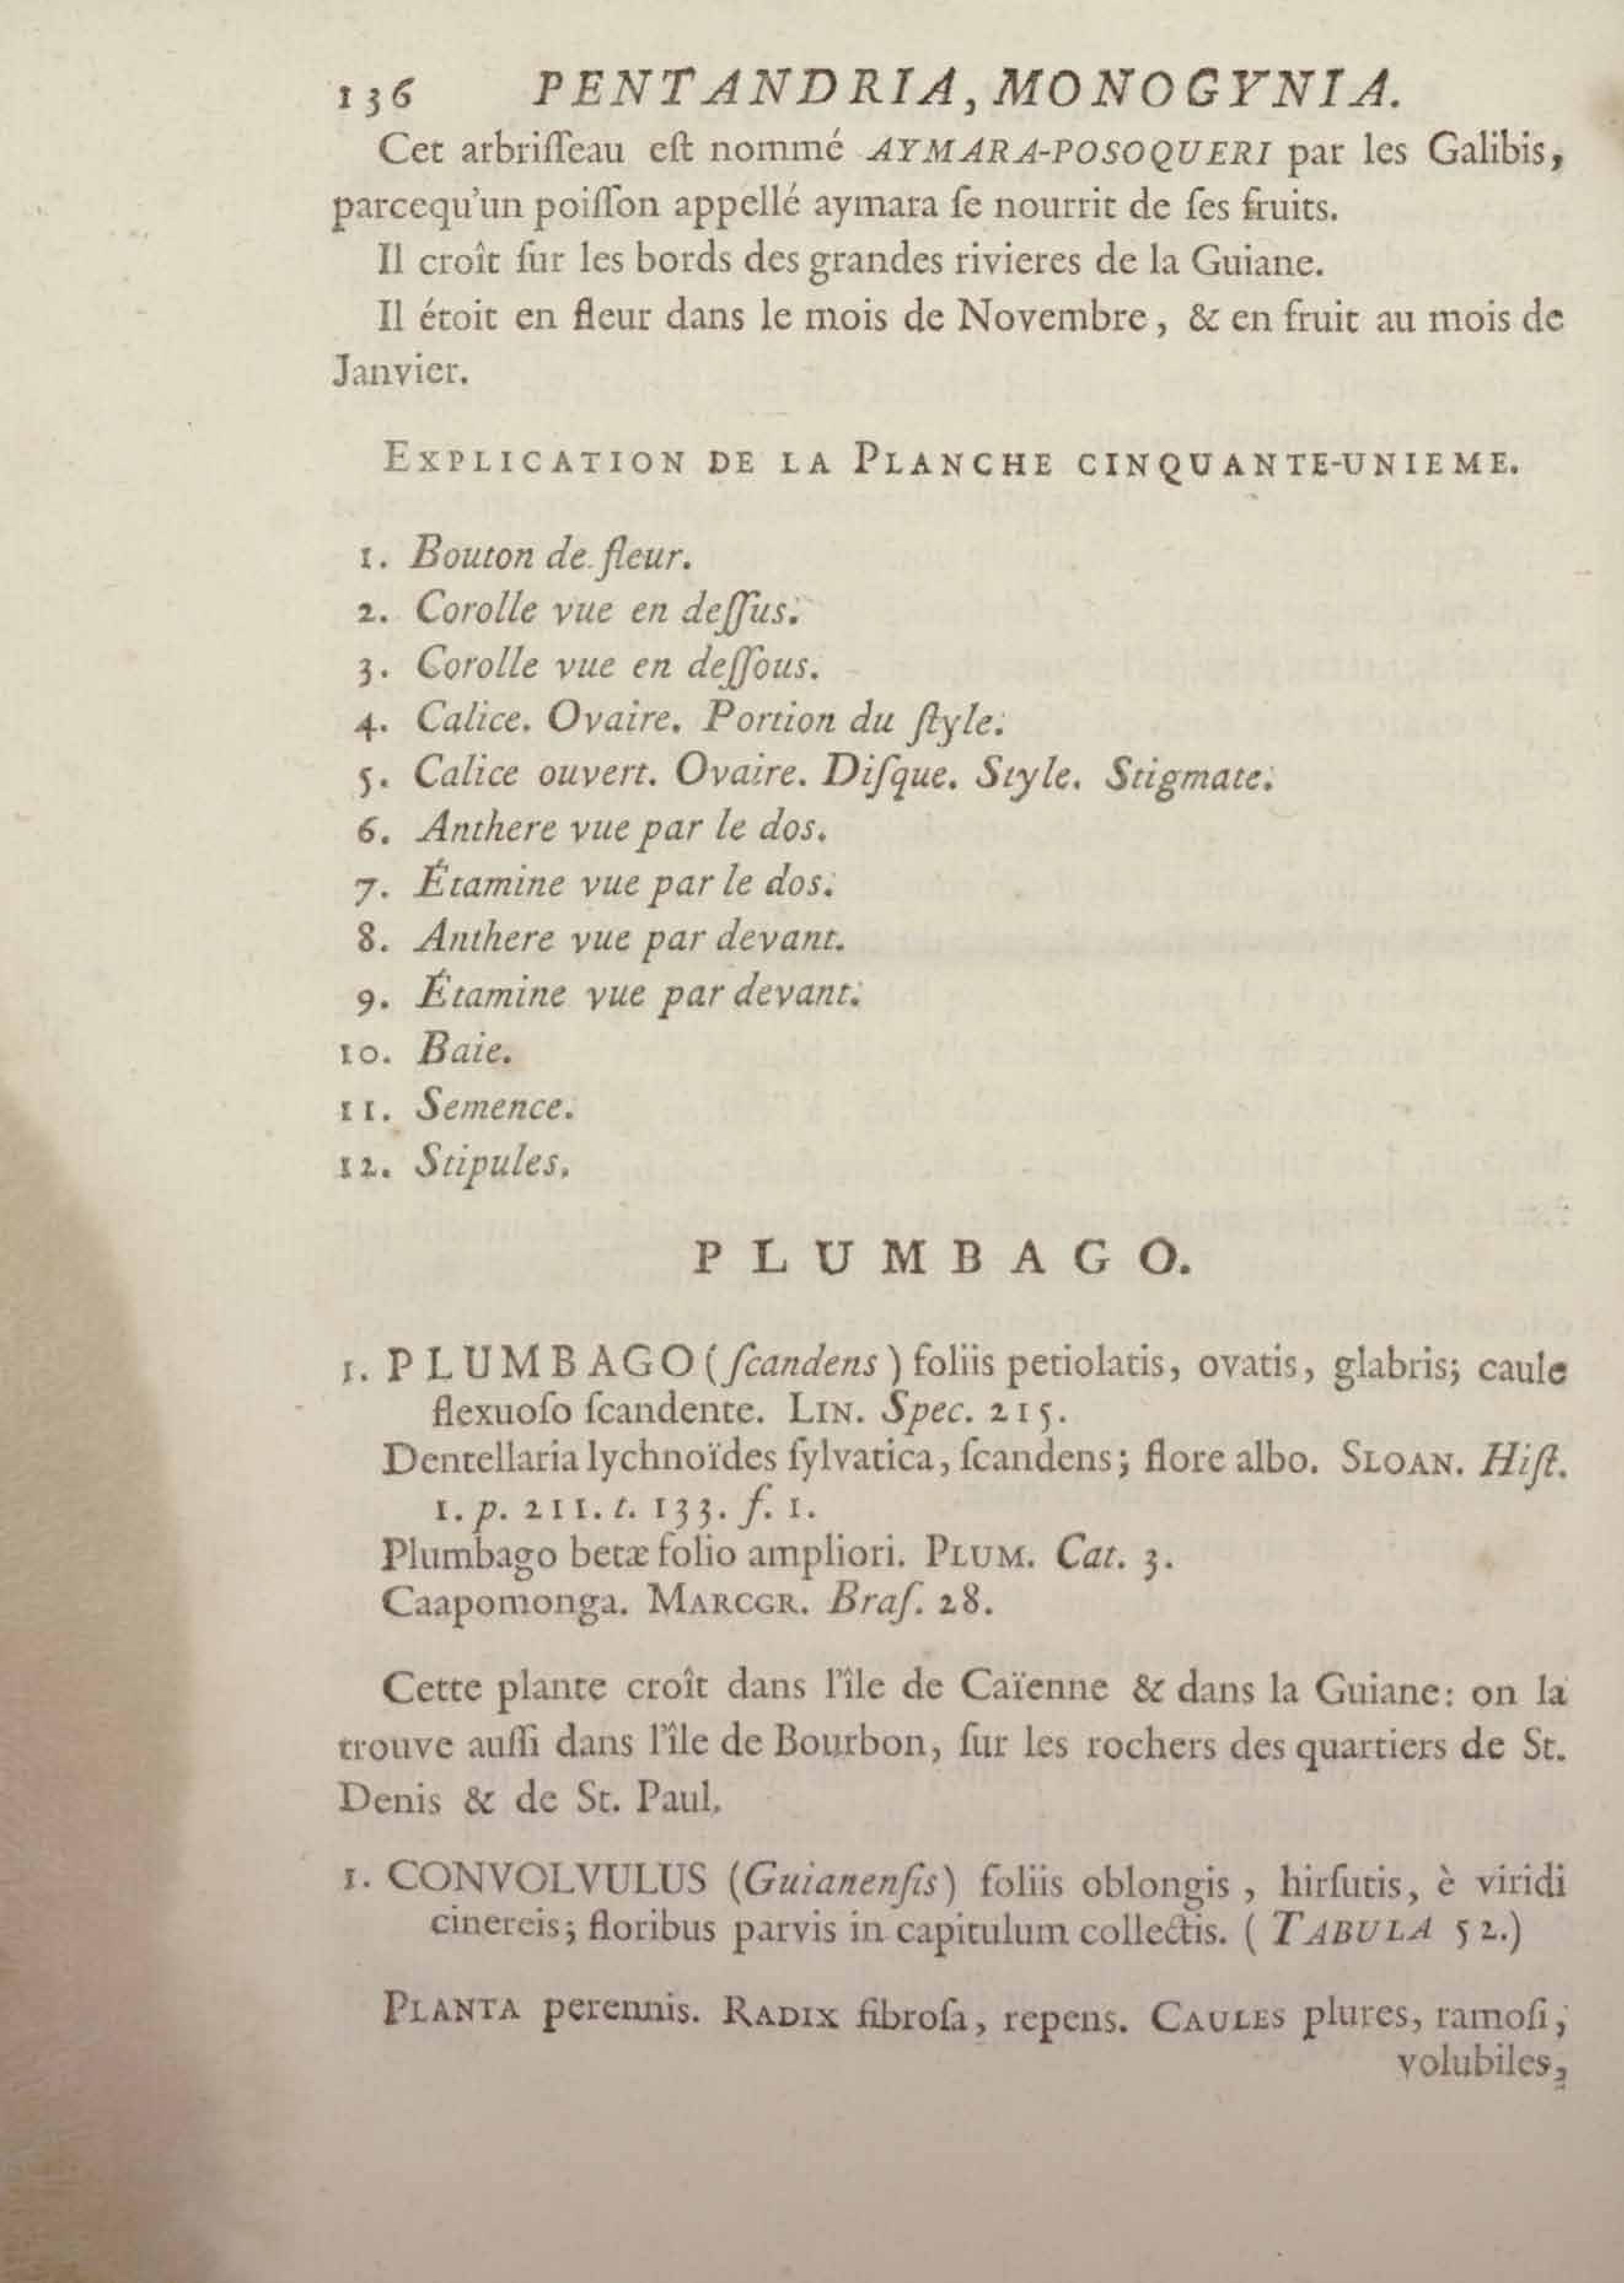 136 PENTANDRIA, MONOGYNIA.
Cet arbriſſeau eſt nommé AYMARA-POSOQUERI par les Galibis,
parcequ'un poiſſon appellé aymara ſe nourrit de ſes fruits.
Il croît ſur les bords des grandes rivieres de la Guiane.
Il étoit en fleur dans le mois de Novembre, & en fruit au mois de
Janvier.
EXPLICATION DE LA PLANCHE CINQUANTE-UNIEME.
1. Bouton de fleur.
2. Corolle vue en deſſus.
3. Corolle vue en deſſous.
4. Calice. Ovaire. Portion du ſtyle.
5. Calice ouvert. Ovaire. Diſque. Style. Stigmate.
6. Anthere vue par le dos.
7. Étamine vue par le dos.
8. Anthere vue par devant.
9. Étamine vue par devant.
10. Baie.
11. Semence.
12. Stipules.
PLUMBAGO.
1. PLUMBAGO (ſcandens) foliis petiolatis, ovatis, glabris; caule
flexuoſo ſcandente. LIN. Spec. 215.
Dentellaria lychnoïdes ſylvatica, ſcandens; flore albo. SLOAN. Hiſt.
1. p. 211. t. 133. f. 1.
Plumbago betæ folio ampliori. PLUM. Cat. 3.
Caapomonga. MARCGR. Braſ. 28.
Cette plante croît dans l'île de Caïenne & dans la Guiane: on la
trouve auſſi dans l'île de Bourbon, ſur les rochers des quartiers de St.
Denis & de St. Paul.
1. CONVOLVULUS (Guianenſis) foliis oblongis, hirſutis, è viridi
cinereis; floribus parvis in capitulum collectis. (TABULA 52.)
PLANTA perennis. RADIX fibroſa, repens. CAULES plures, ramoſi,
volubiles,